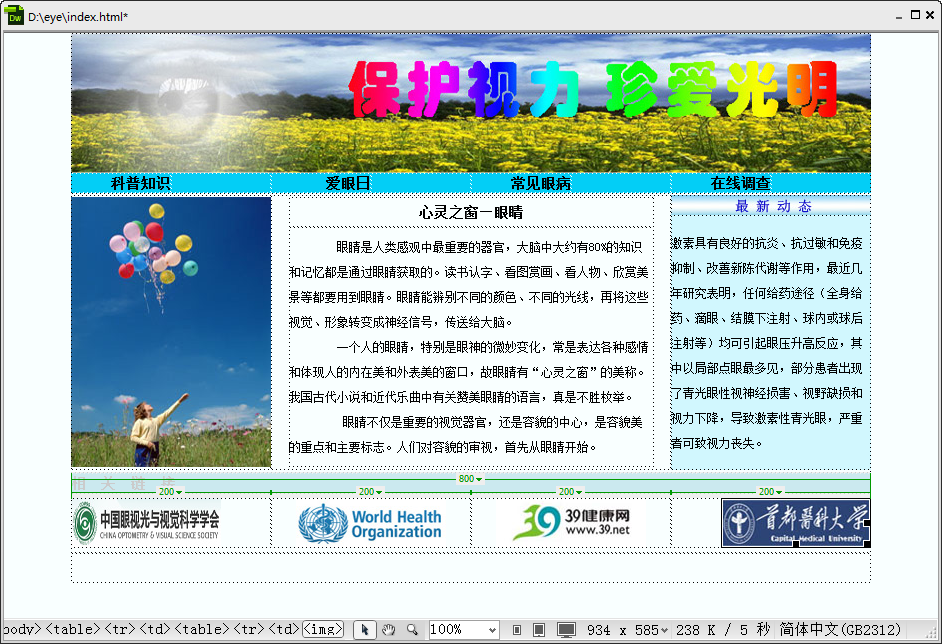 D:\eye\index.html*
保护视力 珍爱光明
科普知识 爱眼日 常见眼病 在线调查
心灵之窗－眼睛
眼睛是人类感观中最重要的器官，大脑中大约有80%的知识
和记忆都是通过眼睛获取的。读书认字、看图赏画、看人物、欣赏美
景等都要用到眼睛。眼睛能辨别不同的颜色、不同的光线，再将这些
视觉、形象转变成神经信号，传送给大脑。
一个人的眼睛，特别是眼神的微妙变化，常是表达各种感情
和体现人的内在美和外表美的窗口，故眼睛有“心灵之窗”的美称。
我国古代小说和近代乐曲中有关赞美眼睛的语言，真是不胜枚举。
眼睛不仅是重要的视觉器官，还是容貌的中心，是容貌美
的重点和主要标志。人们对容貌的审视，首先从眼睛开始。
最 新 动 态
激素具有良好的抗炎、抗过敏和免疫
抑制、改善新陈代谢等作用，最近几
年研究表明，任何给药途径（全身给
药、滴眼、结膜下注射、球内或球后
注射等）均可引起眼压升高反应，其
中以局部点眼最多见，部分患者出现
了青光眼性视神经损害、视野缺损和
视力下降，导致激素性青光眼，严重
者可致视力丧失。
800
相 关 链 接
200 200 200 200
中国眼视光与视觉科学学会
CHINA OPTOMETRY & VISUAL SCIENCE SOCIETY
World Health
Organization
39健康网
www.39.net
首都医科大学
Capital Medical University
body> <table> <tr> <td> <table> <tr> <td> <img> 100% 934 x 585 238 K / 5 秒 简体中文(GB2312)